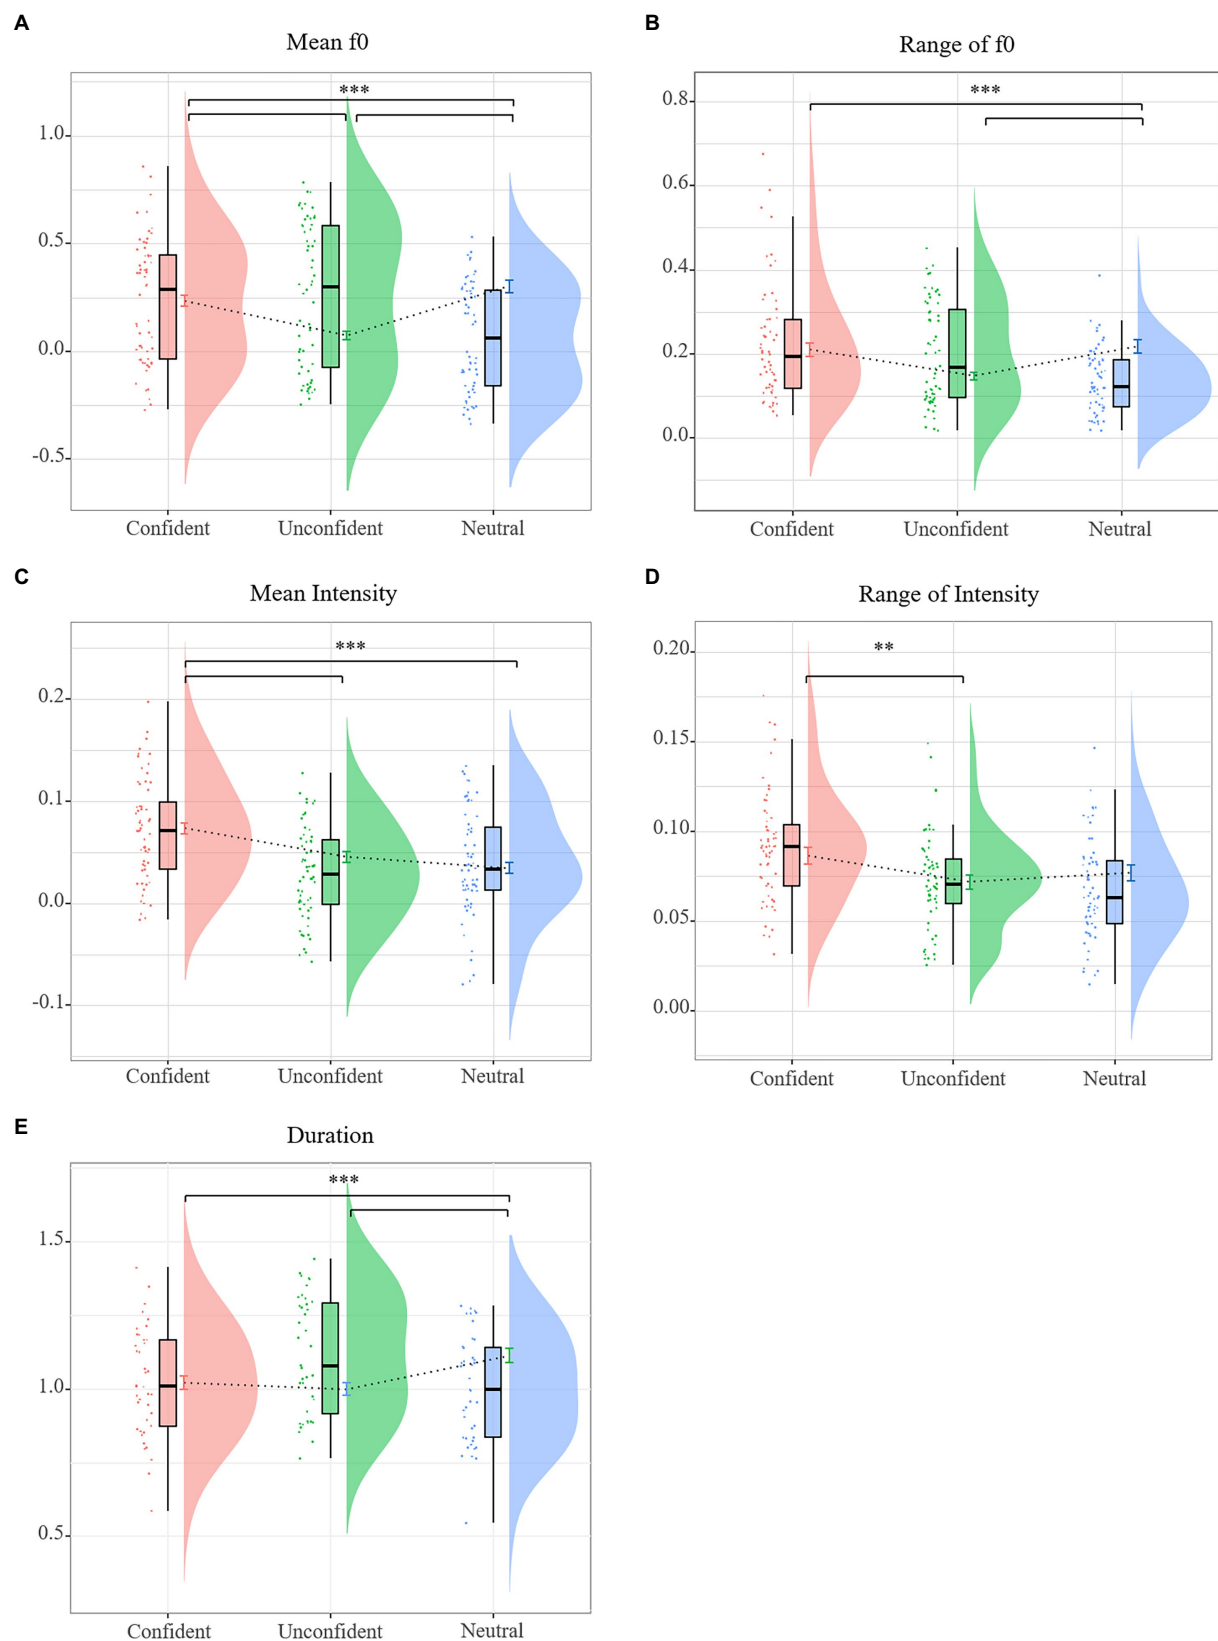 A
Mean f0
***
1.0
0.5
0.0
-0.5
Confident Unconfident Neutral
B
Range of f0
***
0.8
0.6
0.4
0.2
0.0
Confident Unconfident Neutral
C
Mean Intensity
***
0.2
0.1
0.0
-0.1
Confident Unconfident Neutral
D
Range of Intensity
**
0.20
0.15
0.10
0.05
0.00
Confident Unconfident Neutral
E
Duration
***
1.5
1.0
0.5
Confident Unconfident Neutral